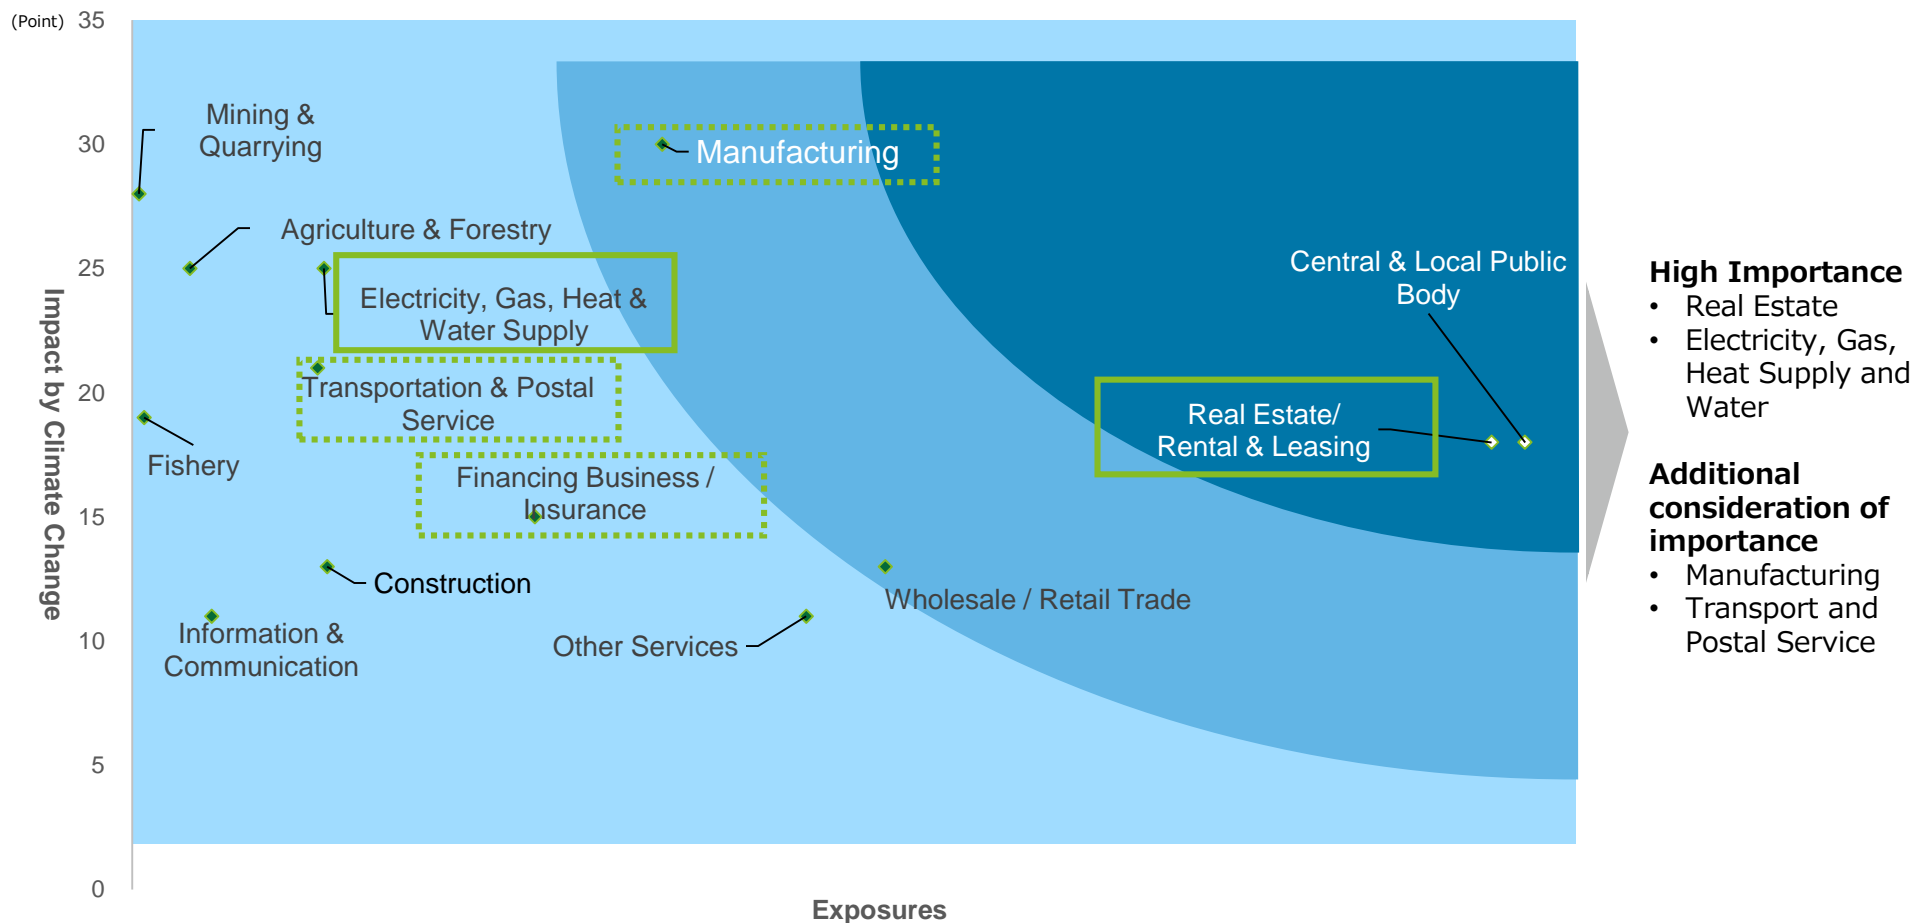 (Point)
35
30
25
20
15
10
5
0
Impact by Climate Change
Exposures
Mining &
Quarrying
Manufacturing
Agriculture & Forestry
Electricity, Gas, Heat &
Water Supply
Central & Local Public
Body
Transportation & Postal
Service
Fishery
Financing Business /
Insurance
Real Estate/
Rental & Leasing
Construction
Wholesale / Retail Trade
Information &
Communication
Other Services
High Importance
• Real Estate
• Electricity, Gas,
Heat Supply and
Water
Additional
consideration of
importance
• Manufacturing
• Transport and
Postal Service